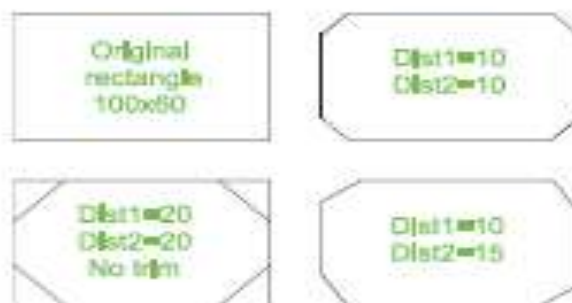 Original
rectangle
100x50
Dist1=10
Dist2=10
Dist1=20
Dist2=20
No trim
Dist1=10
Dist2=15